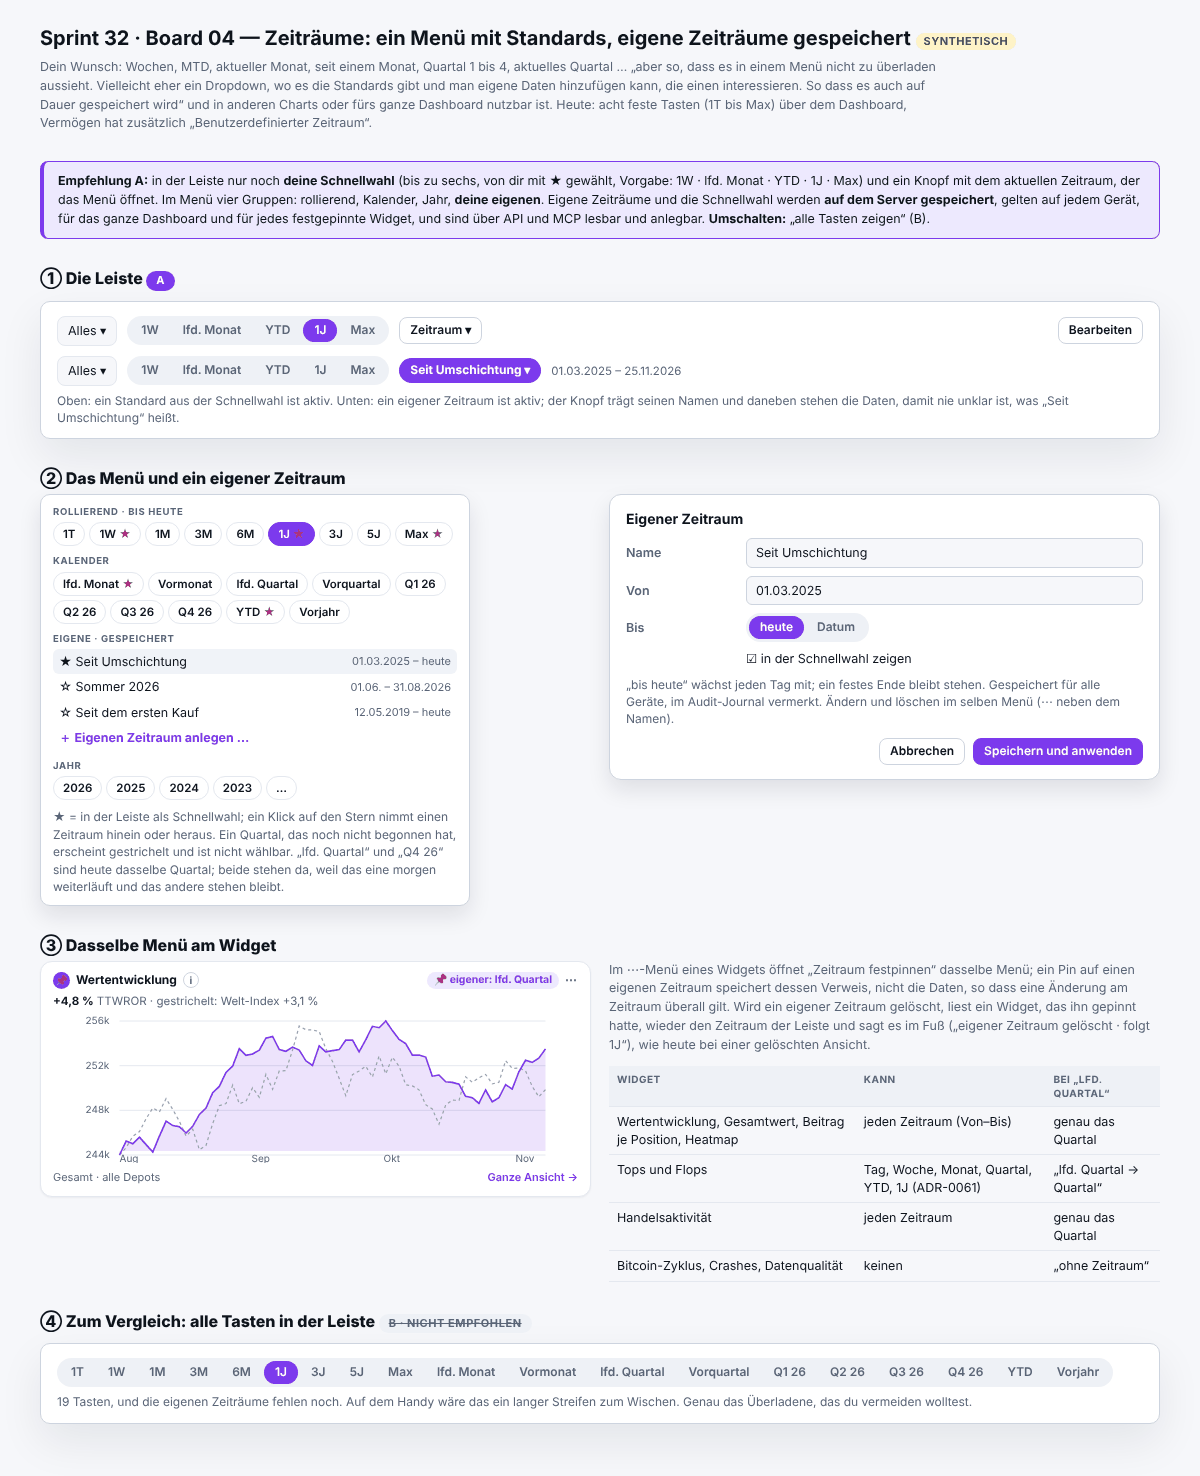 Sprint 32 · Board 04 — Zeiträume: ein Menü mit Standards, eigene Zeiträume gespeichert SYNTHETISCH
Dein Wunsch: Wochen, MTD, aktueller Monat, seit einem Monat, Quartal 1 bis 4, aktuelles Quartal … „aber so, dass es in einem Menü nicht zu überladen
aussieht. Vielleicht eher ein Dropdown, wo es die Standards gibt und man eigene Daten hinzufügen kann, die einen interessieren. So dass es auch auf
Dauer gespeichert wird“ und in anderen Charts oder fürs ganze Dashboard nutzbar ist. Heute: acht feste Tasten (1T bis Max) über dem Dashboard,
Vermögen hat zusätzlich „Benutzerdefinierter Zeitraum“.
Empfehlung A: in der Leiste nur noch deine Schnellwahl (bis zu sechs, von dir mit ★ gewählt, Vorgabe: 1W · lfd. Monat · YTD · 1J · Max) und ein Knopf mit dem aktuellen Zeitraum, der
das Menü öffnet. Im Menü vier Gruppen: rollierend, Kalender, Jahr, deine eigenen. Eigene Zeiträume und die Schnellwahl werden auf dem Server gespeichert, gelten auf jedem Gerät,
für das ganze Dashboard und für jedes festgepinnte Widget, und sind über API und MCP lesbar und anlegbar. Umschalten: „alle Tasten zeigen“ (B).
① Die Leiste A
Alles ▾ 1W lfd. Monat YTD 1J Max Zeitraum ▾ Bearbeiten
Alles ▾ 1W lfd. Monat YTD 1J Max Seit Umschichtung ▾ 01.03.2025 – 25.11.2026
Oben: ein Standard aus der Schnellwahl ist aktiv. Unten: ein eigener Zeitraum ist aktiv; der Knopf trägt seinen Namen und daneben stehen die Daten, damit nie unklar ist, was „Seit
Umschichtung“ heißt.
② Das Menü und ein eigener Zeitraum
ROLLIEREND · BIS HEUTE
1T 1W ★ 1M 3M 6M 1J ★ 3J 5J Max ★
KALENDER
lfd. Monat ★ Vormonat lfd. Quartal Vorquartal Q1 26
Q2 26 Q3 26 Q4 26 YTD ★ Vorjahr
EIGENE · GESPEICHERT
★ Seit Umschichtung 01.03.2025 – heute
☆ Sommer 2026 01.06. – 31.08.2026
☆ Seit dem ersten Kauf 12.05.2019 – heute
+ Eigenen Zeitraum anlegen …
JAHR
2026 2025 2024 2023 …
★ = in der Leiste als Schnellwahl; ein Klick auf den Stern nimmt einen
Zeitraum hinein oder heraus. Ein Quartal, das noch nicht begonnen hat,
erscheint gestrichelt und ist nicht wählbar. „lfd. Quartal“ und „Q4 26“
sind heute dasselbe Quartal; beide stehen da, weil das eine morgen
weiterläuft und das andere stehen bleibt.
Eigener Zeitraum
Name Seit Umschichtung
Von 01.03.2025
Bis heute Datum
☑ in der Schnellwahl zeigen
„bis heute“ wächst jeden Tag mit; ein festes Ende bleibt stehen. Gespeichert für alle
Geräte, im Audit-Journal vermerkt. Ändern und löschen im selben Menü (⋯ neben dem
Namen).
Abbrechen Speichern und anwenden
③ Dasselbe Menü am Widget
📌 Wertentwicklung i 📌 eigener: lfd. Quartal ⋯
+4,8 % TTWROR · gestrichelt: Welt-Index +3,1 %
256k
252k
248k
244k
Aug Sep Okt Nov
Gesamt · alle Depots Ganze Ansicht →
Im ⋯-Menü eines Widgets öffnet „Zeitraum festpinnen“ dasselbe Menü; ein Pin auf einen
eigenen Zeitraum speichert dessen Verweis, nicht die Daten, so dass eine Änderung am
Zeitraum überall gilt. Wird ein eigener Zeitraum gelöscht, liest ein Widget, das ihn gepinnt
hatte, wieder den Zeitraum der Leiste und sagt es im Fuß („eigener Zeitraum gelöscht · folgt
1J“), wie heute bei einer gelöschten Ansicht.
WIDGET KANN BEI „LFD.
QUARTAL“
Wertentwicklung, Gesamtwert, Beitrag jeden Zeitraum (Von–Bis) genau das
je Position, Heatmap Quartal
Tops und Flops Tag, Woche, Monat, Quartal, „lfd. Quartal →
YTD, 1J (ADR-0061) Quartal“
Handelsaktivität jeden Zeitraum genau das
Quartal
Bitcoin-Zyklus, Crashes, Datenqualität keinen „ohne Zeitraum“
④ Zum Vergleich: alle Tasten in der Leiste B · NICHT EMPFOHLEN
1T 1W 1M 3M 6M 1J 3J 5J Max lfd. Monat Vormonat lfd. Quartal Vorquartal Q1 26 Q2 26 Q3 26 Q4 26 YTD Vorjahr
19 Tasten, und die eigenen Zeiträume fehlen noch. Auf dem Handy wäre das ein langer Streifen zum Wischen. Genau das Überladene, das du vermeiden wolltest.